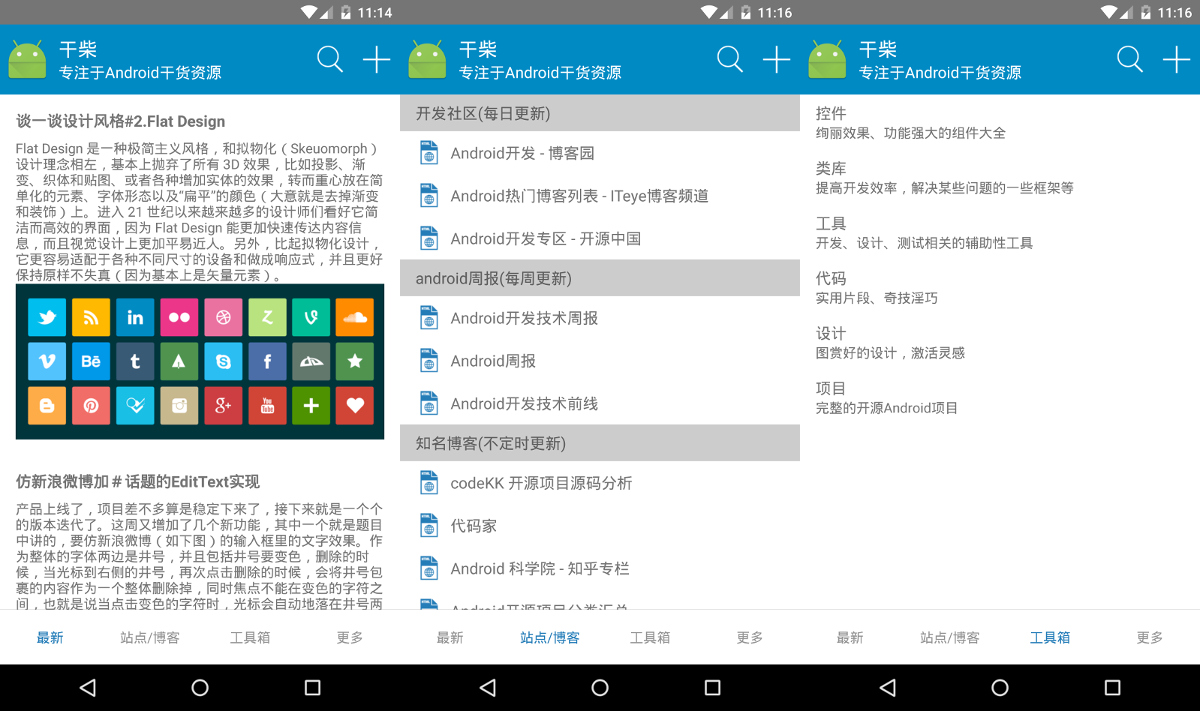 11:14
干柴
专注于Android干货资源
谈一谈设计风格#2.Flat Design
Flat Design 是一种极简主义风格，和拟物化（Skeuomorph）
设计理念相左，基本上抛弃了所有 3D 效果，比如投影、渐
变、织体和贴图、或者各种增加实体的效果，转而重心放在简
单化的元素、字体形态以及“扁平”的颜色（大意就是去掉渐变
和装饰）上。进入 21 世纪以来越来越多的设计师们看好它简
洁而高效的界面，因为 Flat Design 能更加快速传达内容信
息，而且视觉设计上更加平易近人。另外，比起拟物化设计，
它更容易适配于各种不同尺寸的设备和做成响应式，并且更好
保持原样不失真（因为基本上是矢量元素）。
in
Bē
t
f
g+
You
Tube
仿新浪微博加＃话题的EditText实现
产品上线了，项目差不多算是稳定下来了，接下来就是一个个
的版本迭代了。这周又增加了几个新功能，其中一个就是题目
中讲的，要仿新浪微博（如下图）的输入框里的文字效果。作
为整体的字体两边是井号，并且包括井号要变色，删除的时
候，当光标到右侧的井号，再次点击删除的时候，会将井号包
裹的内容作为一个整体删除掉，同时焦点不能在变色的字符之
间，也就是说当点击变色的字符时，光标会自动地落在井号两
最新
站点/博客
工具箱
更多
11:16
干柴
专注于Android干货资源
开发社区(每日更新)
Android开发 - 博客园
Android热门博客列表 - ITeye博客频道
Android开发专区 - 开源中国
android周报(每周更新)
Android开发技术周报
Android周报
Android开发技术前线
知名博客(不定时更新)
codeKK 开源项目源码分析
代码家
Android 科学院 - 知乎专栏
Android开源项目分类汇总
最新
站点/博客
工具箱
更多
11:16
干柴
专注于Android干货资源
控件
绚丽效果、功能强大的组件大全
类库
提高开发效率，解决某些问题的一些框架等
工具
开发、设计、测试相关的辅助性工具
代码
实用片段、奇技淫巧
设计
图赏好的设计，激活灵感
项目
完整的开源Android项目
最新
站点/博客
工具箱
更多